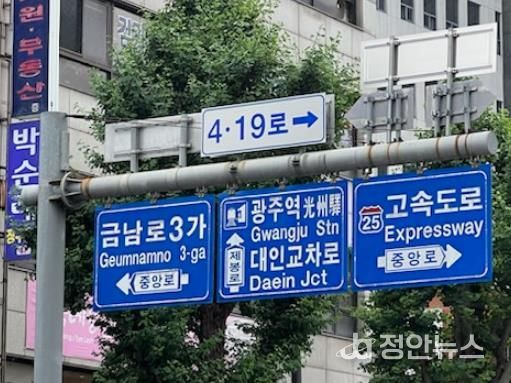 4·19로
금남로3가
Geumnamno 3-ga
중앙로
광주역 光州驛
Gwangju Stn
제봉로
대인교차로
Daein Jct
25
고속도로
Expressway
중앙로
원·부동산
박순
정안뉴스